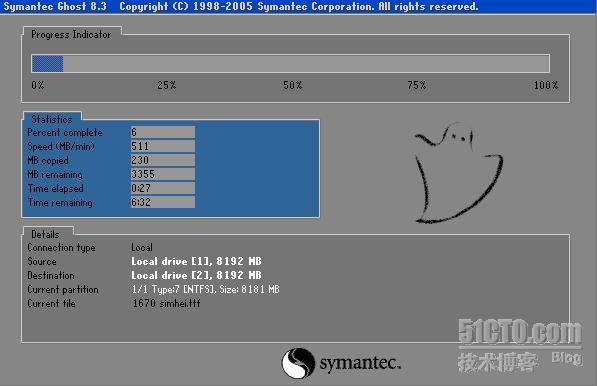 Symantec Ghost 8.3 Copyright (C) 1998-2005 Symantec Corporation. All rights reserved.
Progress Indicator
0% 25% 50% 75% 100%
Statistics
Percent complete 6
Speed (MB/min) 511
MB copied 230
MB remaining 3355
Time elapsed 0:27
Time remaining 6:32
Details
Connection type Local
Source Local drive [1], 8192 MB
Destination Local drive [2], 8192 MB
Current partition 1/1 Type:7 [NTFS], Size: 8181 MB
Current file 1670 simhei.ttf
51CTO.com
技术博客 Blog
symantec™